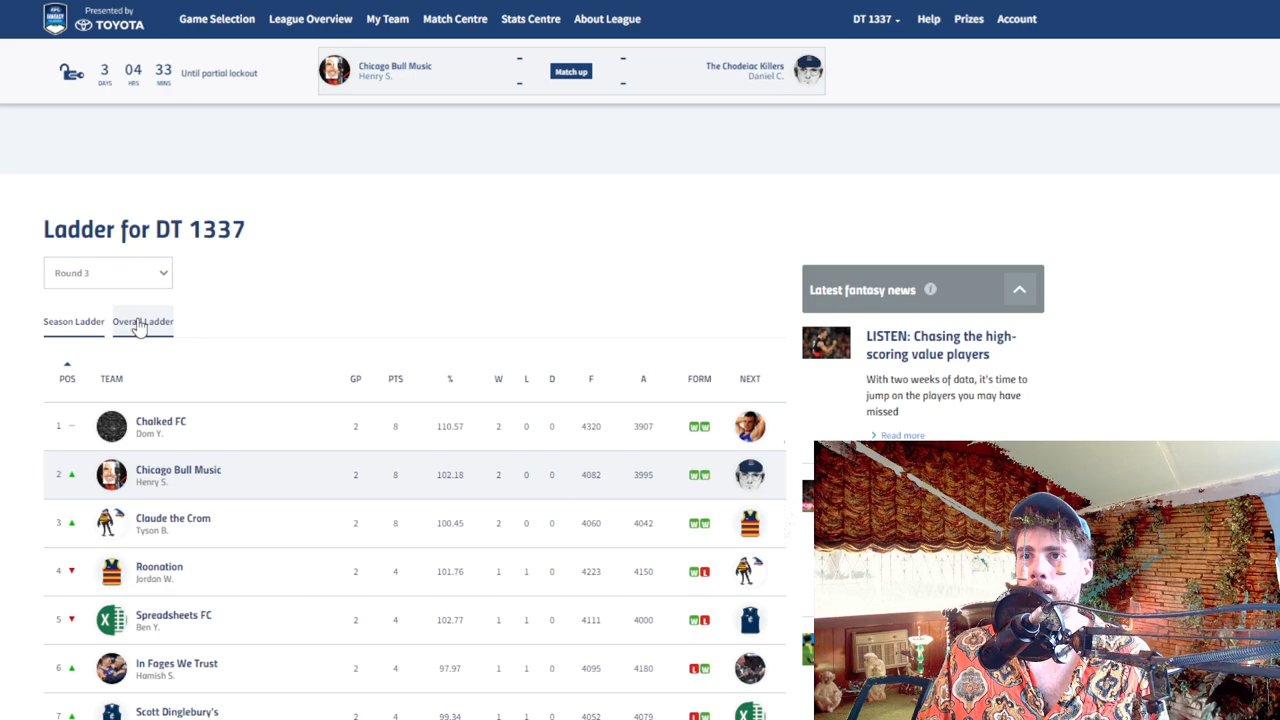 Presented by
TOYOTA
Game Selection League Overview My Team Match Centre Stats Centre About League
DT 1337 Help Prizes Account
3 04 33 Until partial lockout
DAYS HRS MINS
Chicago Bull Music
Henry S.
- -
- -
Match up
The Chodeiac Killers
Daniel C.
Ladder for DT 1337
Round 3
Season Ladder Overall Ladder
POS TEAM GP PTS % W L D F A FORM NEXT
1 Chalked FC 2 8 110.57 2 0 0 4320 3907 W W
Dom Y.
2 Chicago Bull Music 2 8 102.18 2 0 0 4082 3995 W W
Henry S.
3 Claude the Crom 2 8 100.45 2 0 0 4060 4042 W W
Tyson B.
4 Roonation 2 4 101.76 1 1 0 4223 4150 W L
Jordan W.
5 Spreadsheets FC 2 4 102.77 1 1 0 4111 4000 W L
Ben Y.
6 In Fages We Trust 2 4 97.97 1 1 0 4095 4180 L W
Hamish S.
7 Scott Dinglebury's 2 4 99.34 1 1 0 4052 4079 L W
Latest fantasy news
LISTEN: Chasing the high-
scoring value players
With two weeks of data, it's time to
jump on the players you may have
missed
Read more